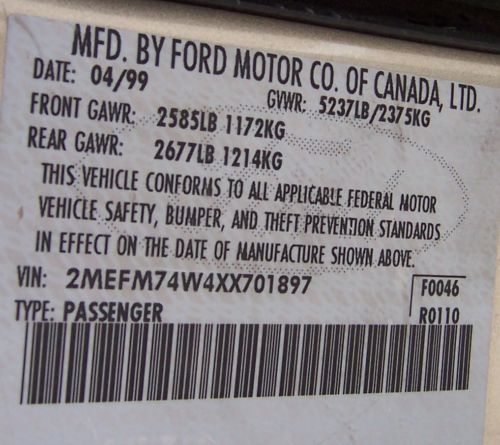 MFD. BY FORD MOTOR CO. OF CANADA, LTD.
DATE: 04/99 GVWR: 5237LB/2375KG
FRONT GAWR: 2585LB 1172KG
REAR GAWR: 2677LB 1214KG
THIS VEHICLE CONFORMS TO ALL APPLICABLE FEDERAL MOTOR
VEHICLE SAFETY, BUMPER, AND THEFT PREVENTION STANDARDS
IN EFFECT ON THE DATE OF MANUFACTURE SHOWN ABOVE.
VIN: 2MEFM74W4XX701897 F0046
TYPE: PASSENGER R0110